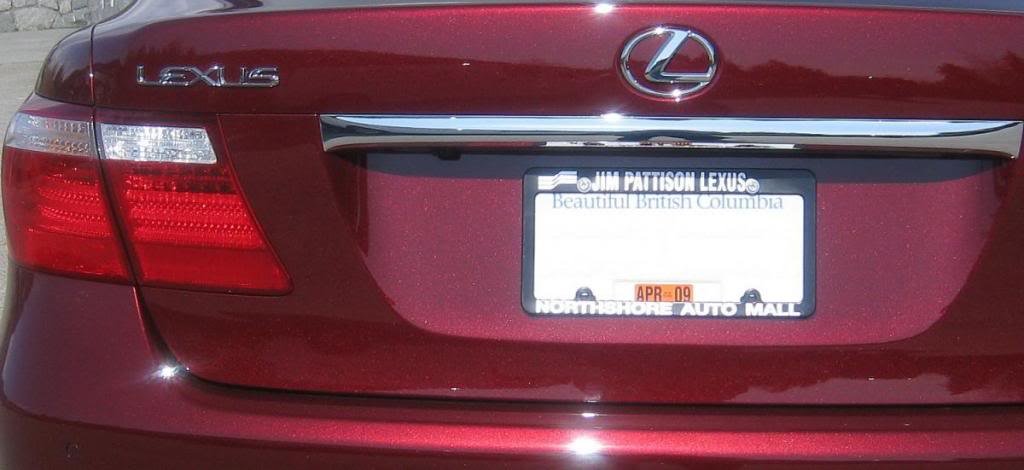 LEXUS
JIM PATTISON LEXUS
Beautiful British Columbia
APR 09
NORTHSHORE AUTO MALL